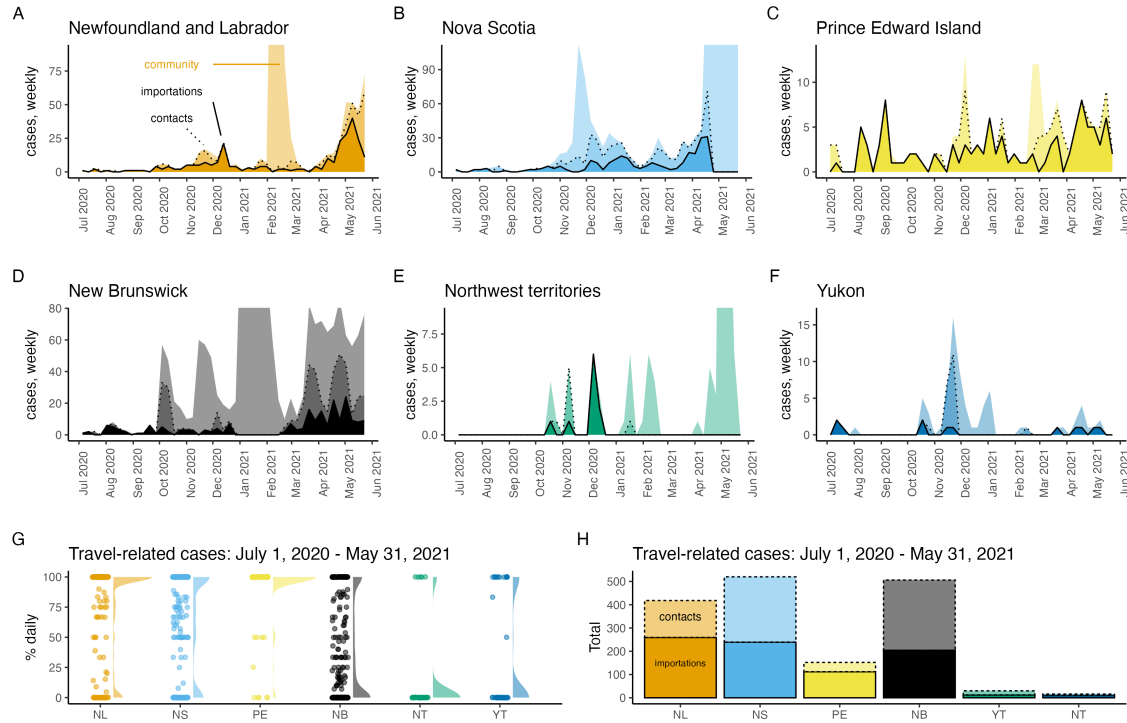 A
Newfoundland and Labrador
cases, weekly
75
50
25
0
community
importations
contacts
Jul 2020
Aug 2020
Sep 2020
Oct 2020
Nov 2020
Dec 2020
Jan 2021
Feb 2021
Mar 2021
Apr 2021
May 2021
Jun 2021
B
Nova Scotia
cases, weekly
90
60
30
0
Jul 2020
Aug 2020
Sep 2020
Oct 2020
Nov 2020
Dec 2020
Jan 2021
Feb 2021
Mar 2021
Apr 2021
May 2021
Jun 2021
C
Prince Edward Island
cases, weekly
10
5
0
Jul 2020
Aug 2020
Sep 2020
Oct 2020
Nov 2020
Dec 2020
Jan 2021
Feb 2021
Mar 2021
Apr 2021
May 2021
Jun 2021
D
New Brunswick
cases, weekly
80
60
40
20
0
Jul 2020
Aug 2020
Sep 2020
Oct 2020
Nov 2020
Dec 2020
Jan 2021
Feb 2021
Mar 2021
Apr 2021
May 2021
Jun 2021
E
Northwest territories
cases, weekly
7.5
5.0
2.5
0.0
Jul 2020
Aug 2020
Sep 2020
Oct 2020
Nov 2020
Dec 2020
Jan 2021
Feb 2021
Mar 2021
Apr 2021
May 2021
Jun 2021
F
Yukon
cases, weekly
15
10
5
0
Jul 2020
Aug 2020
Sep 2020
Oct 2020
Nov 2020
Dec 2020
Jan 2021
Feb 2021
Mar 2021
Apr 2021
May 2021
Jun 2021
G
Travel-related cases: July 1, 2020 - May 31, 2021
% daily
100
75
50
25
0
NL
NS
PE
NB
NT
YT
H
Travel-related cases: July 1, 2020 - May 31, 2021
Total
500
400
300
200
100
0
contacts
importations
NL
NS
PE
NB
YT
NT